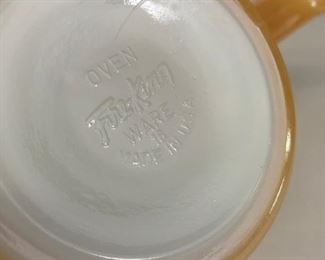 OVEN
Fire-King
WARE
MADE IN U.S.A.